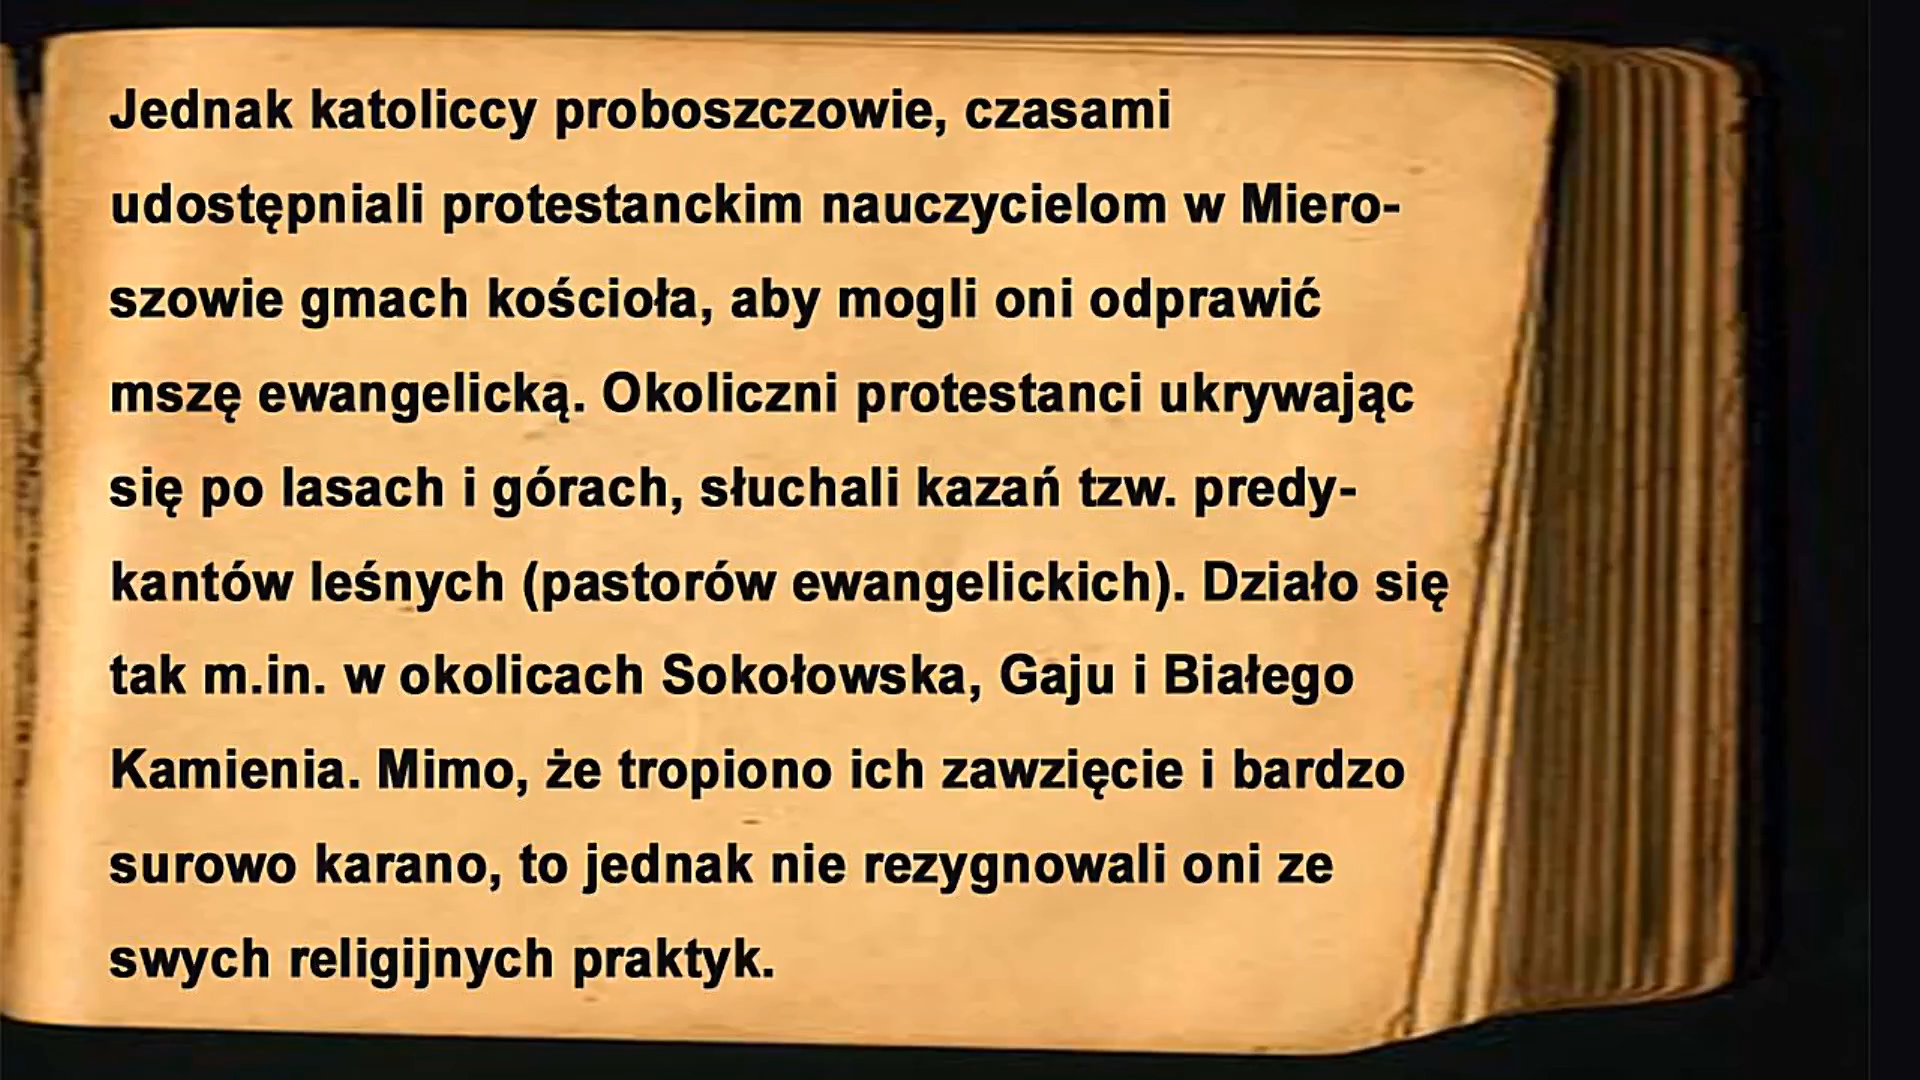 Jednak katoliccy proboszczowie, czasami
udostępniali protestanckim nauczycielom w Miero-
szowie gmach kościoła, aby mogli oni odprawić
mszę ewangelicką. Okoliczni protestanci ukrywając
się po lasach i górach, słuchali kazań tzw. predy-
kantów leśnych (pastorów ewangelickich). Działo się
tak m.in. w okolicach Sokołowska, Gaju i Białego
Kamienia. Mimo, że tropiono ich zawzięcie i bardzo
surowo karano, to jednak nie rezygnowali oni ze
swych religijnych praktyk.